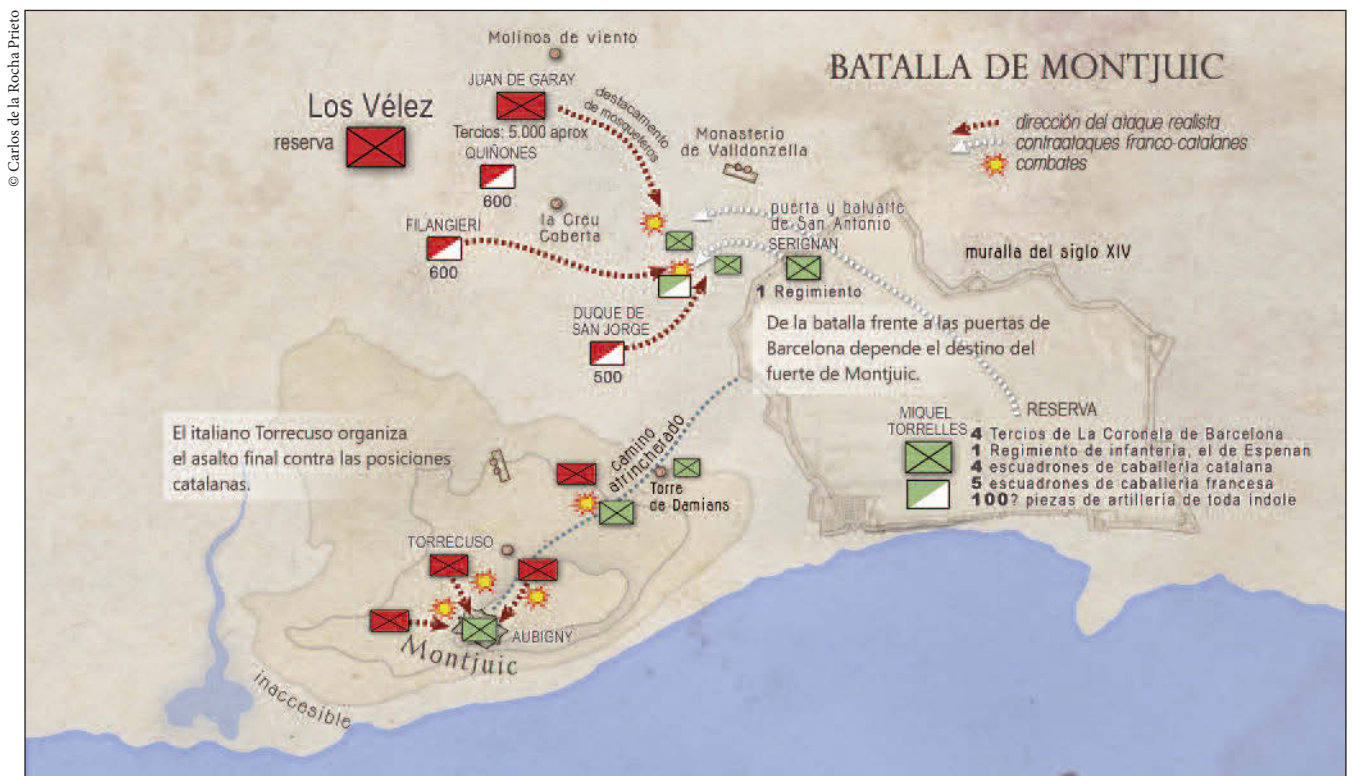 © Carlos de la Rocha Prieto
BATALLA DE MONTJUIC
dirección del ataque realista
contraataques franco-catalanes
combates
Molinos de viento
JUAN DE GARAY
Los Vélez
reserva
Tercios: 5.000 aprox
destacamento
de mosqueteros
QUIÑONES
600
Monasterio
de Valldonzella
FILANGIERI
600
la Creu
Coberta
puerta y baluarte
de San Antonio
SERIGNAN
1 Regimiento
muralla del siglo XIV
DUQUE DE
SAN JORGE
500
De la batalla frente a las puertas de
Barcelona depende el destino del
fuerte de Montjuic.
El italiano Torrecuso organiza
el asalto final contra las posiciones
catalanas.
camino
atrincherado
Torre
de Damians
MIQUEL
TORRELLES
RESERVA
4 Tercios de La Coronela de Barcelona
1 Regimiento de infantería, el de Espenan
4 escuadrones de caballería catalana
5 escuadrones de caballería francesa
100? piezas de artillería de toda índole
TORRECUSO
AUBIGNY
Montjuic
inaccesible